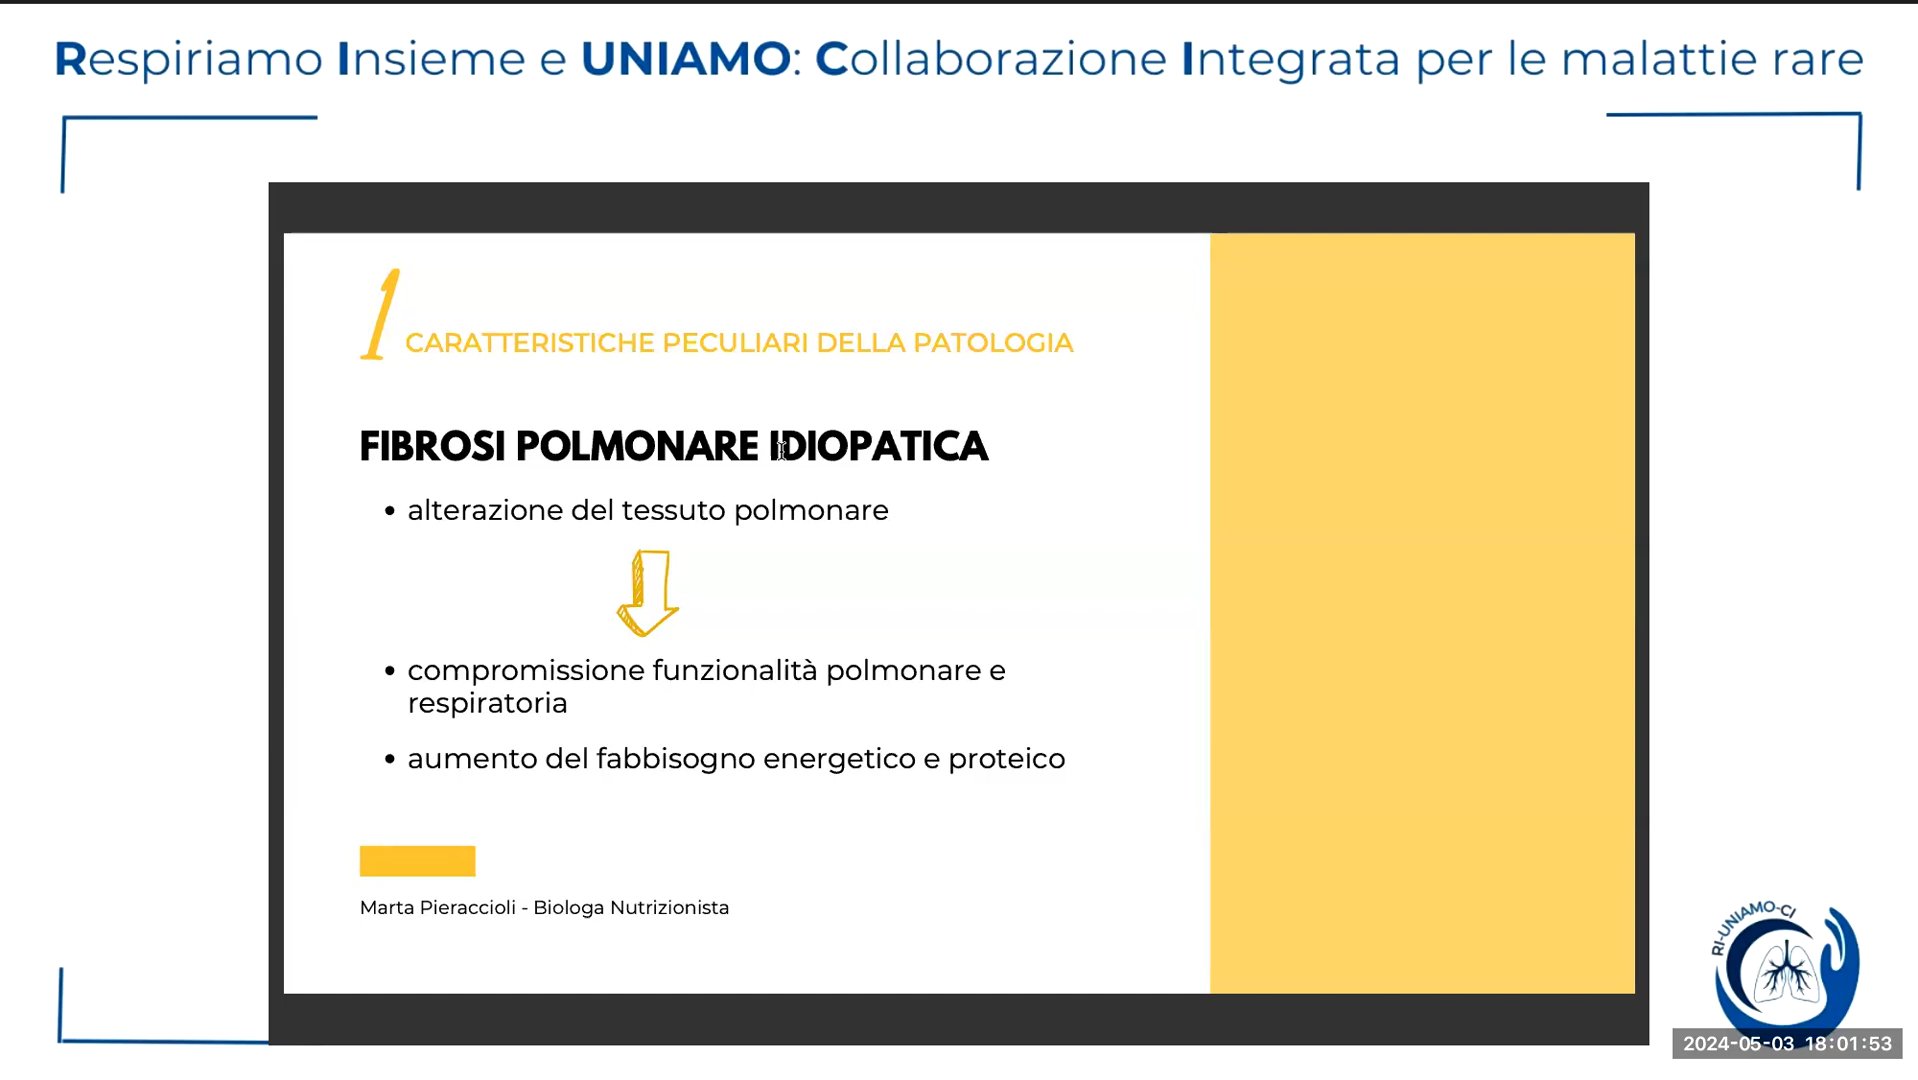 Respiriamo Insieme e UNIAMO: Collaborazione Integrata per le malattie rare
1 CARATTERISTICHE PECULIARI DELLA PATOLOGIA
FIBROSI POLMONARE IDIOPATICA
• alterazione del tessuto polmonare
• compromissione funzionalità polmonare e
respiratoria
• aumento del fabbisogno energetico e proteico
Marta Pieraccioli - Biologa Nutrizionista
RI-UNIAMO-CI
2024-05-03 18:01:53